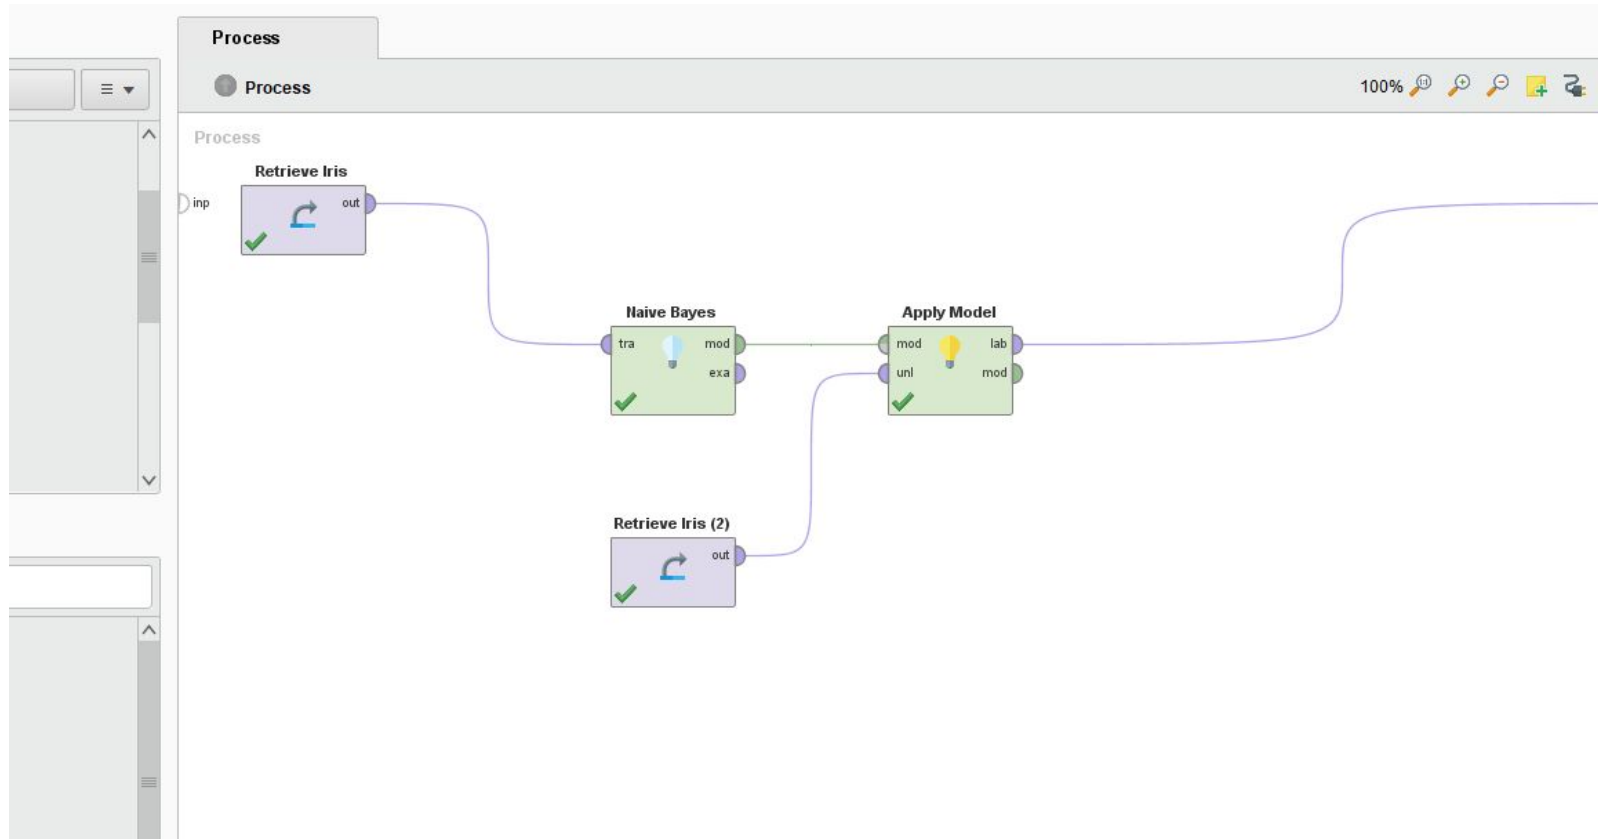 Process
Process
100%
Process
Retrieve Iris
inp
out
Naive Bayes
tra
mod
exa
Apply Model
mod
lab
unl
mod
Retrieve Iris (2)
out